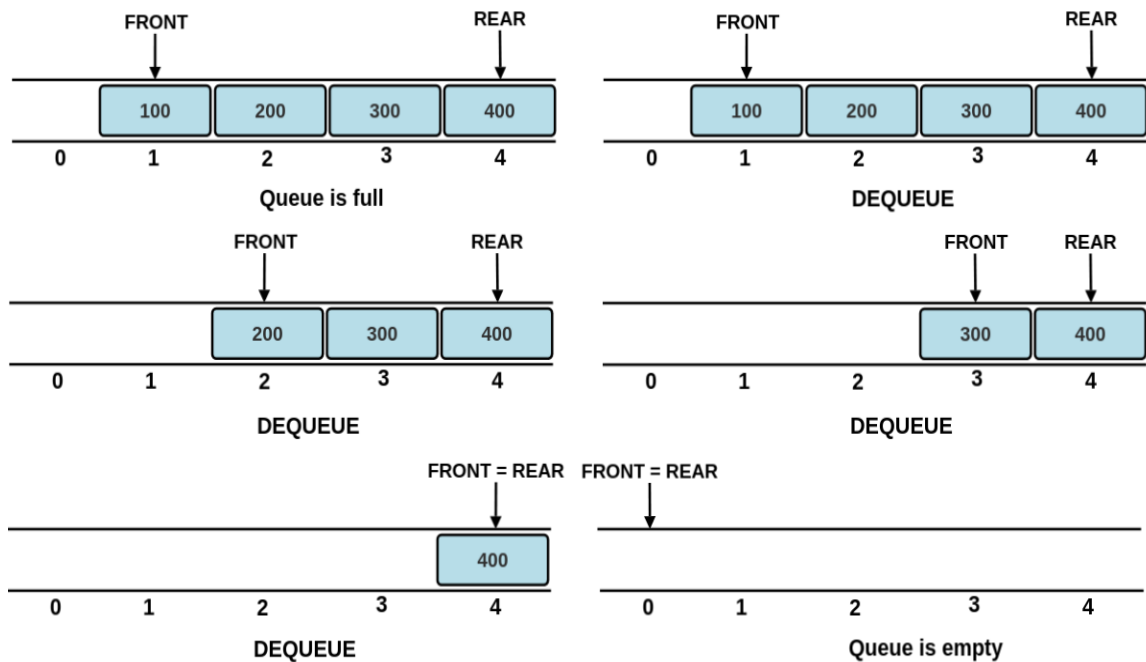 FRONT REAR
100 200 300 400
0 1 2 3 4
Queue is full
FRONT REAR
100 200 300 400
0 1 2 3 4
DEQUEUE
FRONT REAR
200 300 400
0 1 2 3 4
DEQUEUE
FRONT REAR
300 400
0 1 2 3 4
DEQUEUE
FRONT = REAR
400
0 1 2 3 4
DEQUEUE
FRONT = REAR
0 1 2 3 4
Queue is empty